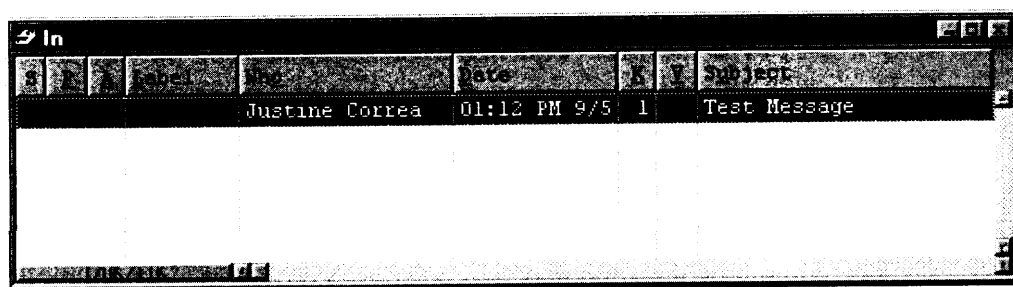 In
S P A Label Who Date K V Subject
Justine Correa 01:12 PM 9/5 1 Test Message